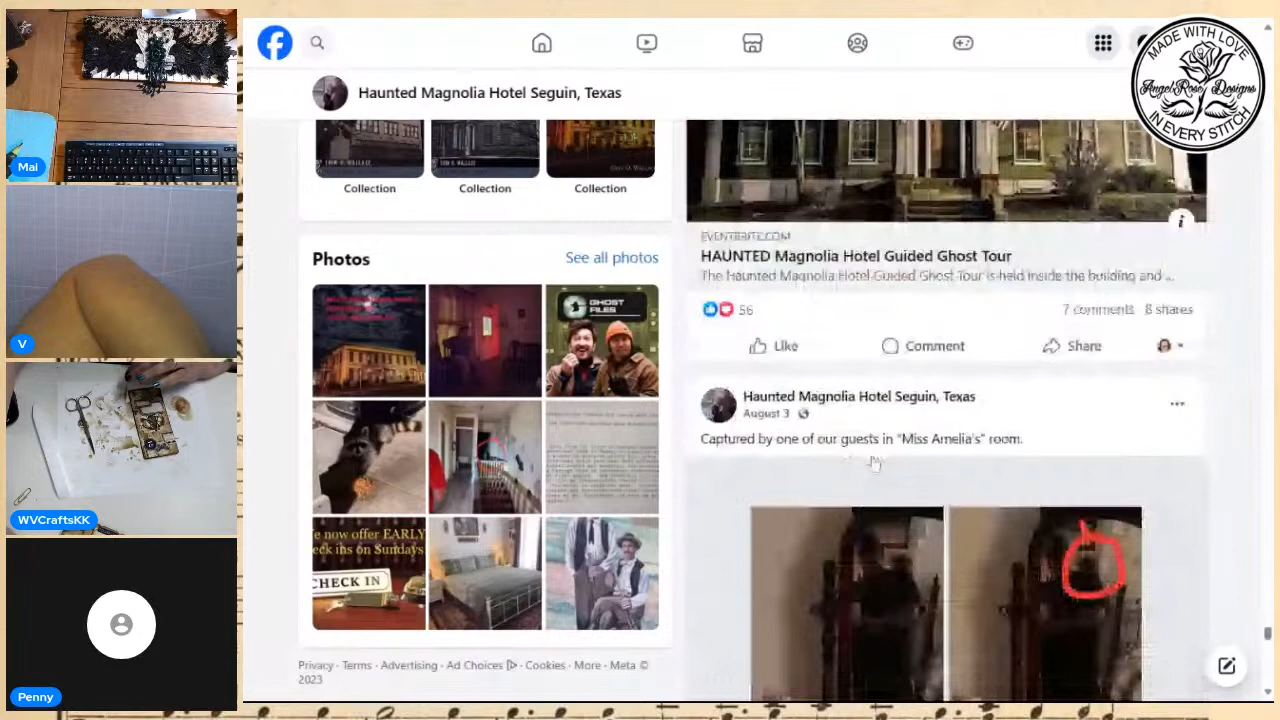 Haunted Magnolia Hotel Seguin, Texas
MADE WITH LOVE
AngelRose Designs
IN EVERY STITCH
Mai
V
WVCraftsKK
Penny
Collection
Collection
Collection
Photos
See all photos
GHOST
FILES
e now offer EARLY
eck ins on Sundays
CHECK IN
Privacy · Terms · Advertising · Ad Choices · Cookies · More · Meta ©
2023
EVENTBRITE.COM
HAUNTED Magnolia Hotel Guided Ghost Tour
The Haunted Magnolia Hotel Guided Ghost Tour is held inside the building and ...
56
7 comments 8 shares
Like
Comment
Share
Haunted Magnolia Hotel Seguin, Texas
August 3
Captured by one of our guests in "Miss Amelia's" room.